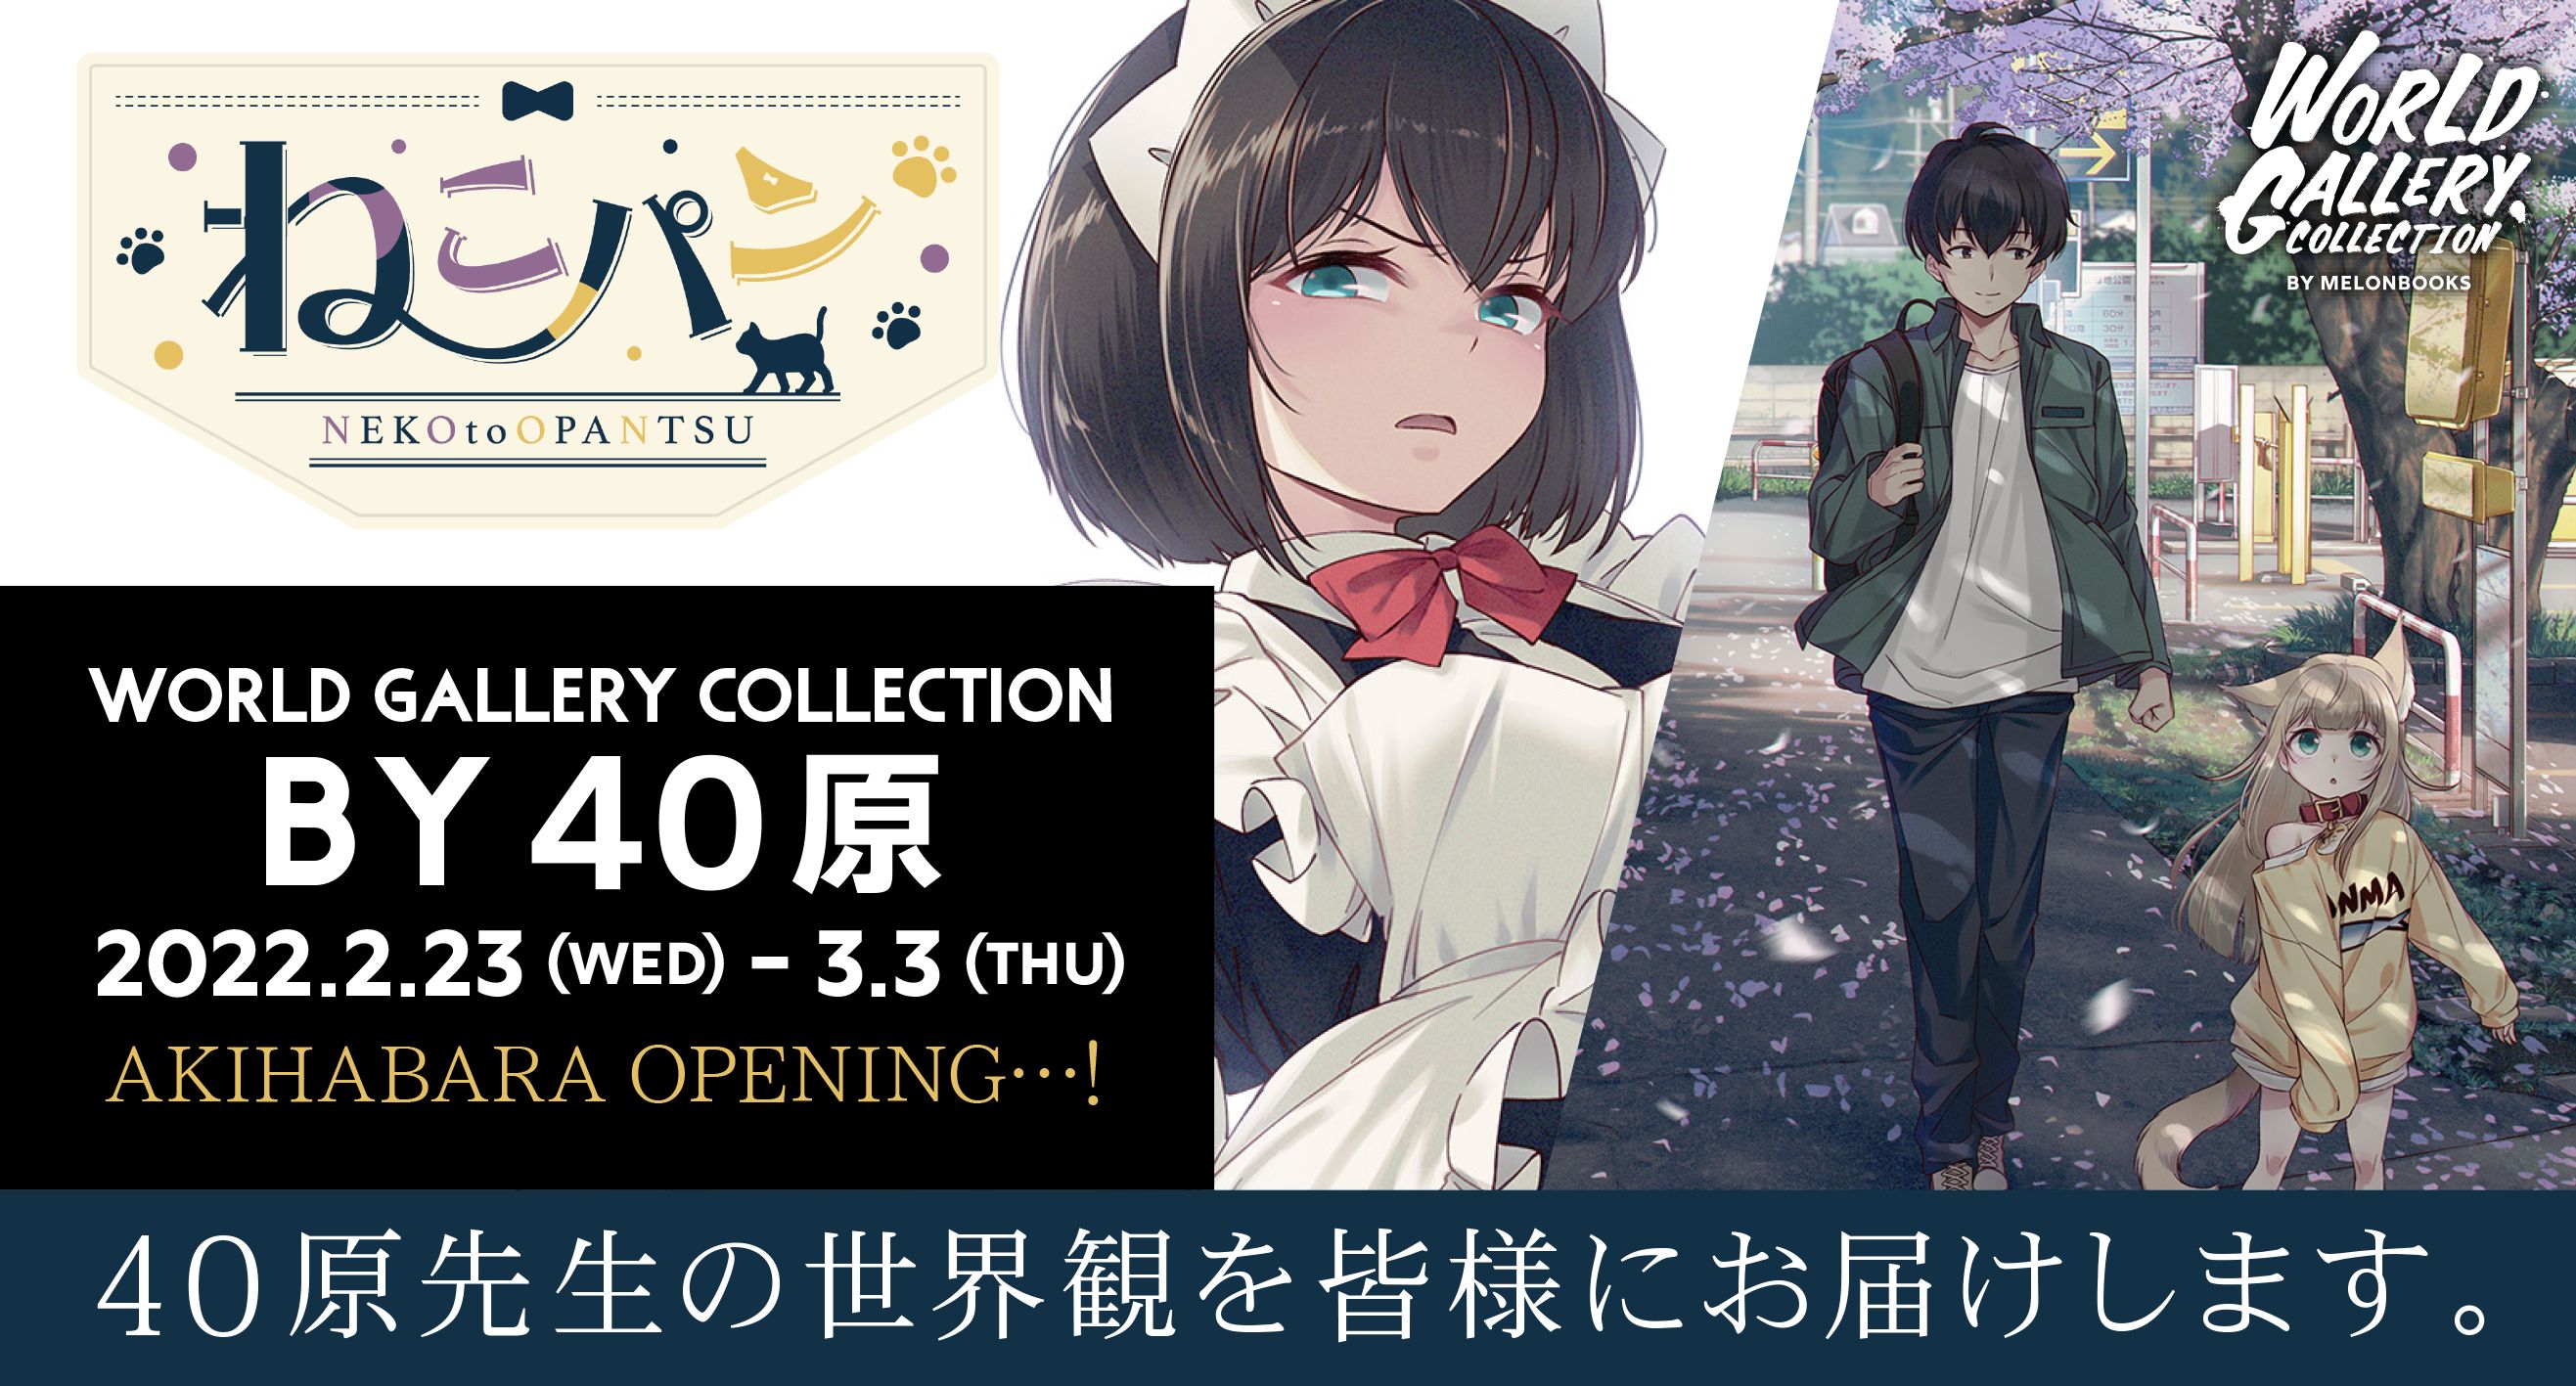 ねこパン
NEKOtoOPANTSU
WORLD GALLERY COLLECTION
BY 40原
2022.2.23 (WED) – 3.3 (THU)
AKIHABARA OPENING…!
WORLD
GALLERY
COLLECTION
BY MELONBOOKS
40原先生の世界観を皆様にお届けします。